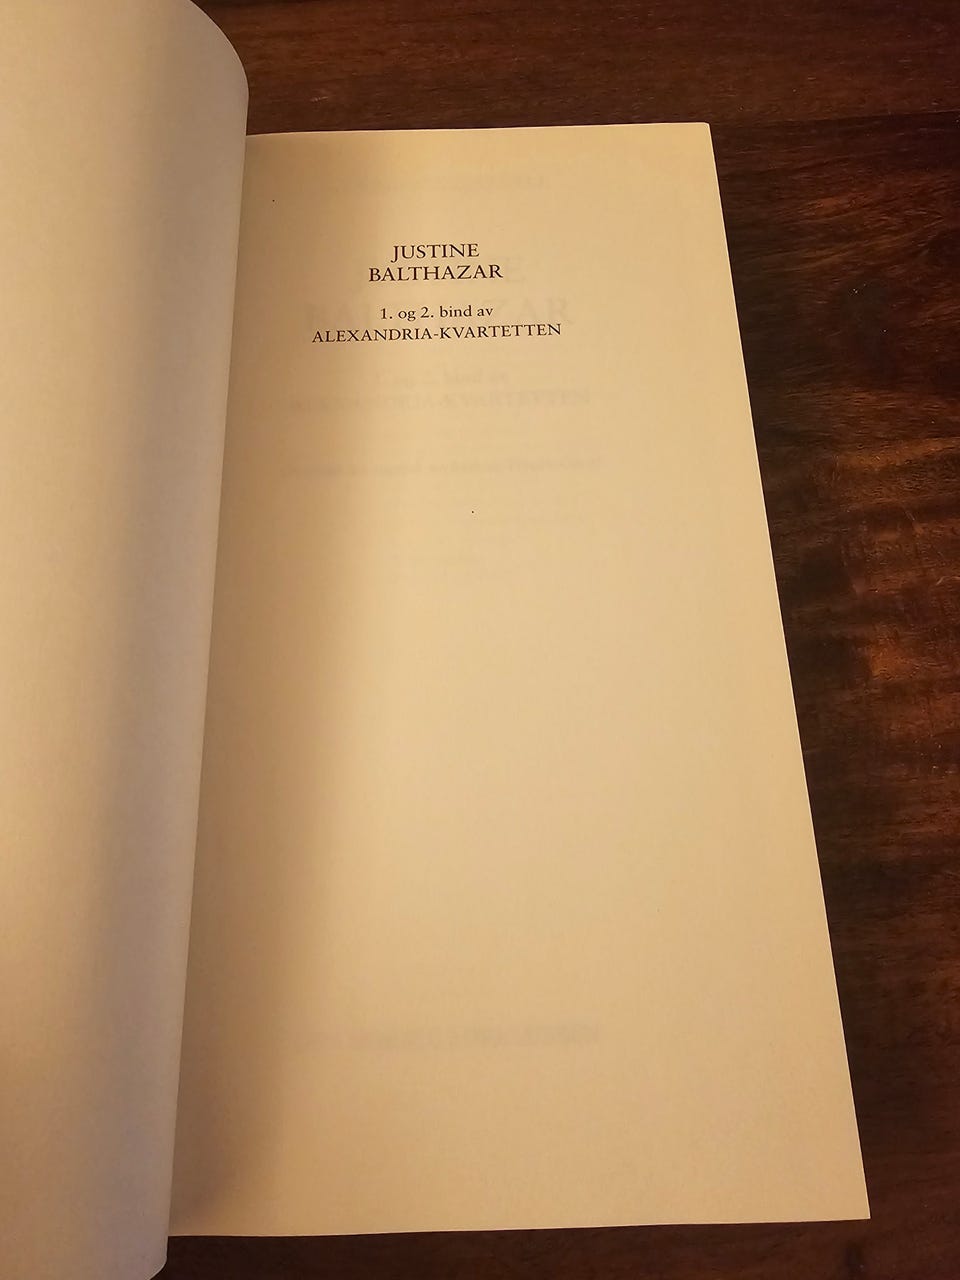 JUSTINE
BALTHAZAR
1. og 2. bind av
ALEXANDRIA-KVARTETTEN